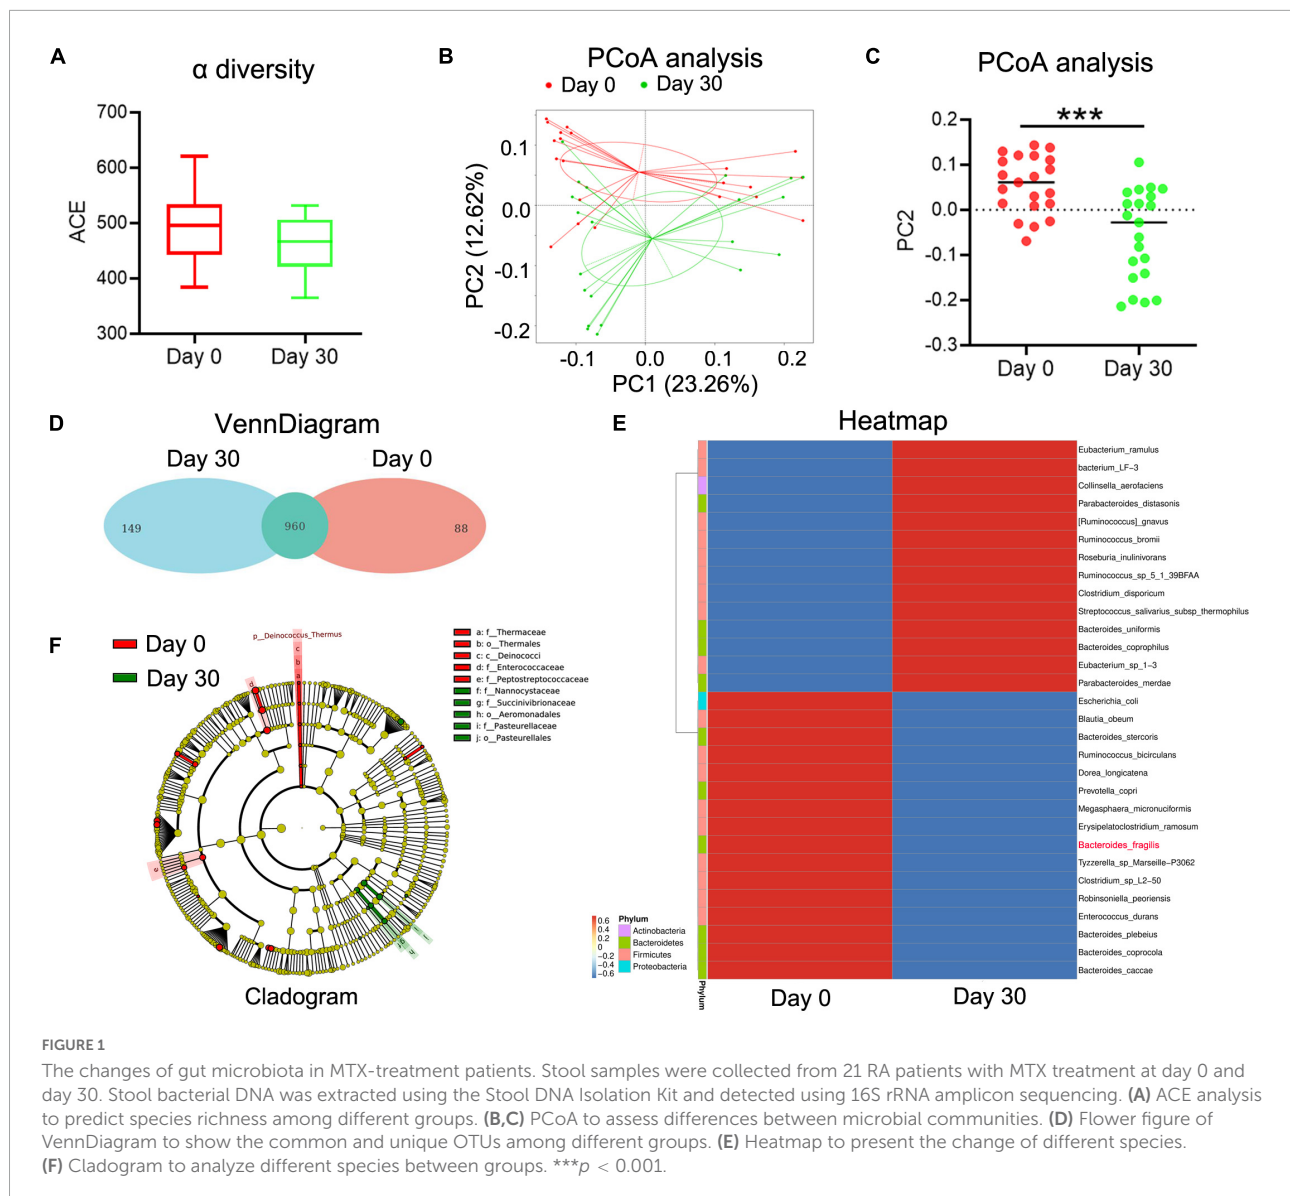 A
α diversity
700
600
500
400
300
ACE
Day 0
Day 30
B
PCoA analysis
Day 0
Day 30
0.1
0.0
-0.1
-0.2
PC2 (12.62%)
-0.1
0.0
0.1
0.2
PC1 (23.26%)
C
PCoA analysis
***
0.2
0.1
0.0
-0.1
-0.2
-0.3
PC2
Day 0
Day 30
D
VennDiagram
Day 30
Day 0
149
960
88
E
Heatmap
Eubacterium_ramulus
bacterium_LF−3
Collinsella_aerofaciens
Parabacteroides_distasonis
[Ruminococcus]_gnavus
Ruminococcus_bromii
Roseburia_inulinivorans
Ruminococcus_sp_5_1_39BFAA
Clostridium_disporicum
Streptococcus_salivarius_subsp_thermophilus
Bacteroides_uniformis
Bacteroides_coprophilus
Eubacterium_sp_1−3
Parabacteroides_merdae
Escherichia_coli
Blautia_obeum
Bacteroides_stercoris
Ruminococcus_bicirculans
Dorea_longicatena
Prevotella_copri
Megasphaera_micronuciformis
Erysipelatoclostridium_ramosum
Bacteroides_fragilis
Tyzzerella_sp_Marseille−P3062
Clostridium_sp_L2−50
Robinsoniella_peoriensis
Enterococcus_durans
Bacteroides_plebeius
Bacteroides_coprocola
Bacteroides_caccae
0.6
0.4
0.2
0
−0.2
−0.4
−0.6
Phylum
Actinobacteria
Bacteroidetes
Firmicutes
Proteobacteria
Phylum
Day 0
Day 30
F
Day 0
Day 30
p__Deinococcus_Thermus
c
b
a
d
e
a: f__Thermaceae
b: o__Thermales
c: c__Deinococci
d: f__Enterococcaceae
e: f__Peptostreptococcaceae
f: f__Nannocystaceae
g: f__Succinivibrionaceae
h: o__Aeromonadales
i: f__Pasteurellaceae
j: o__Pasteurellales
Cladogram
FIGURE 1
The changes of gut microbiota in MTX-treatment patients. Stool samples were collected from 21 RA patients with MTX treatment at day 0 and
day 30. Stool bacterial DNA was extracted using the Stool DNA Isolation Kit and detected using 16S rRNA amplicon sequencing. (A) ACE analysis
to predict species richness among different groups. (B,C) PCoA to assess differences between microbial communities. (D) Flower figure of
VennDiagram to show the common and unique OTUs among different groups. (E) Heatmap to present the change of different species.
(F) Cladogram to analyze different species between groups. ***p < 0.001.